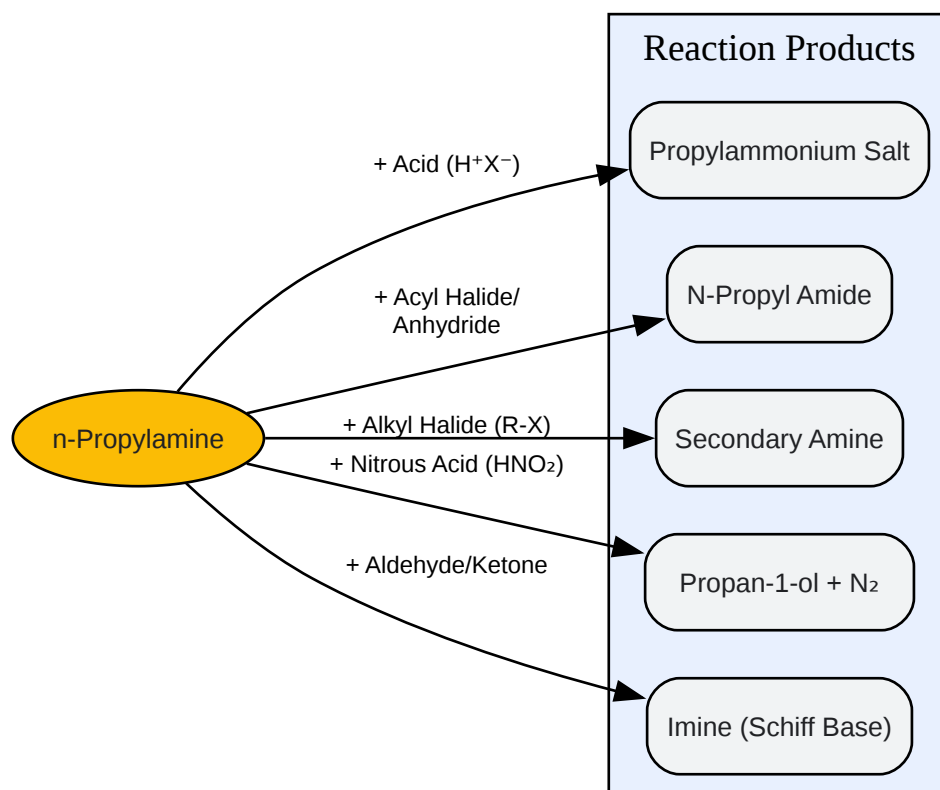 Reaction Products
+ Acid (H⁺X⁻)
Propylammonium Salt
+ Acyl Halide/
Anhydride
N-Propyl Amide
n-Propylamine
+ Alkyl Halide (R-X)
Secondary Amine
+ Nitrous Acid (HNO₂)
Propan-1-ol + N₂
+ Aldehyde/Ketone
Imine (Schiff Base)